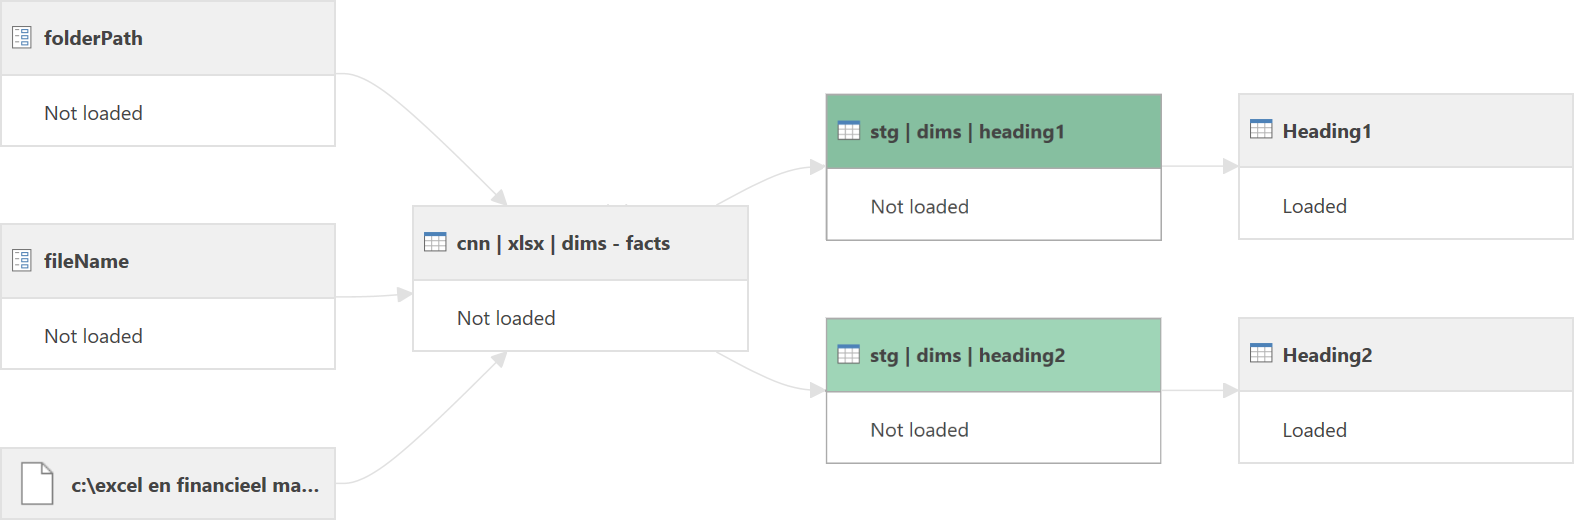 folderPath
Not loaded
fileName
Not loaded
c:\excel en financieel ma...
cnn | xlsx | dims - facts
Not loaded
stg | dims | heading1
Not loaded
stg | dims | heading2
Not loaded
Heading1
Loaded
Heading2
Loaded